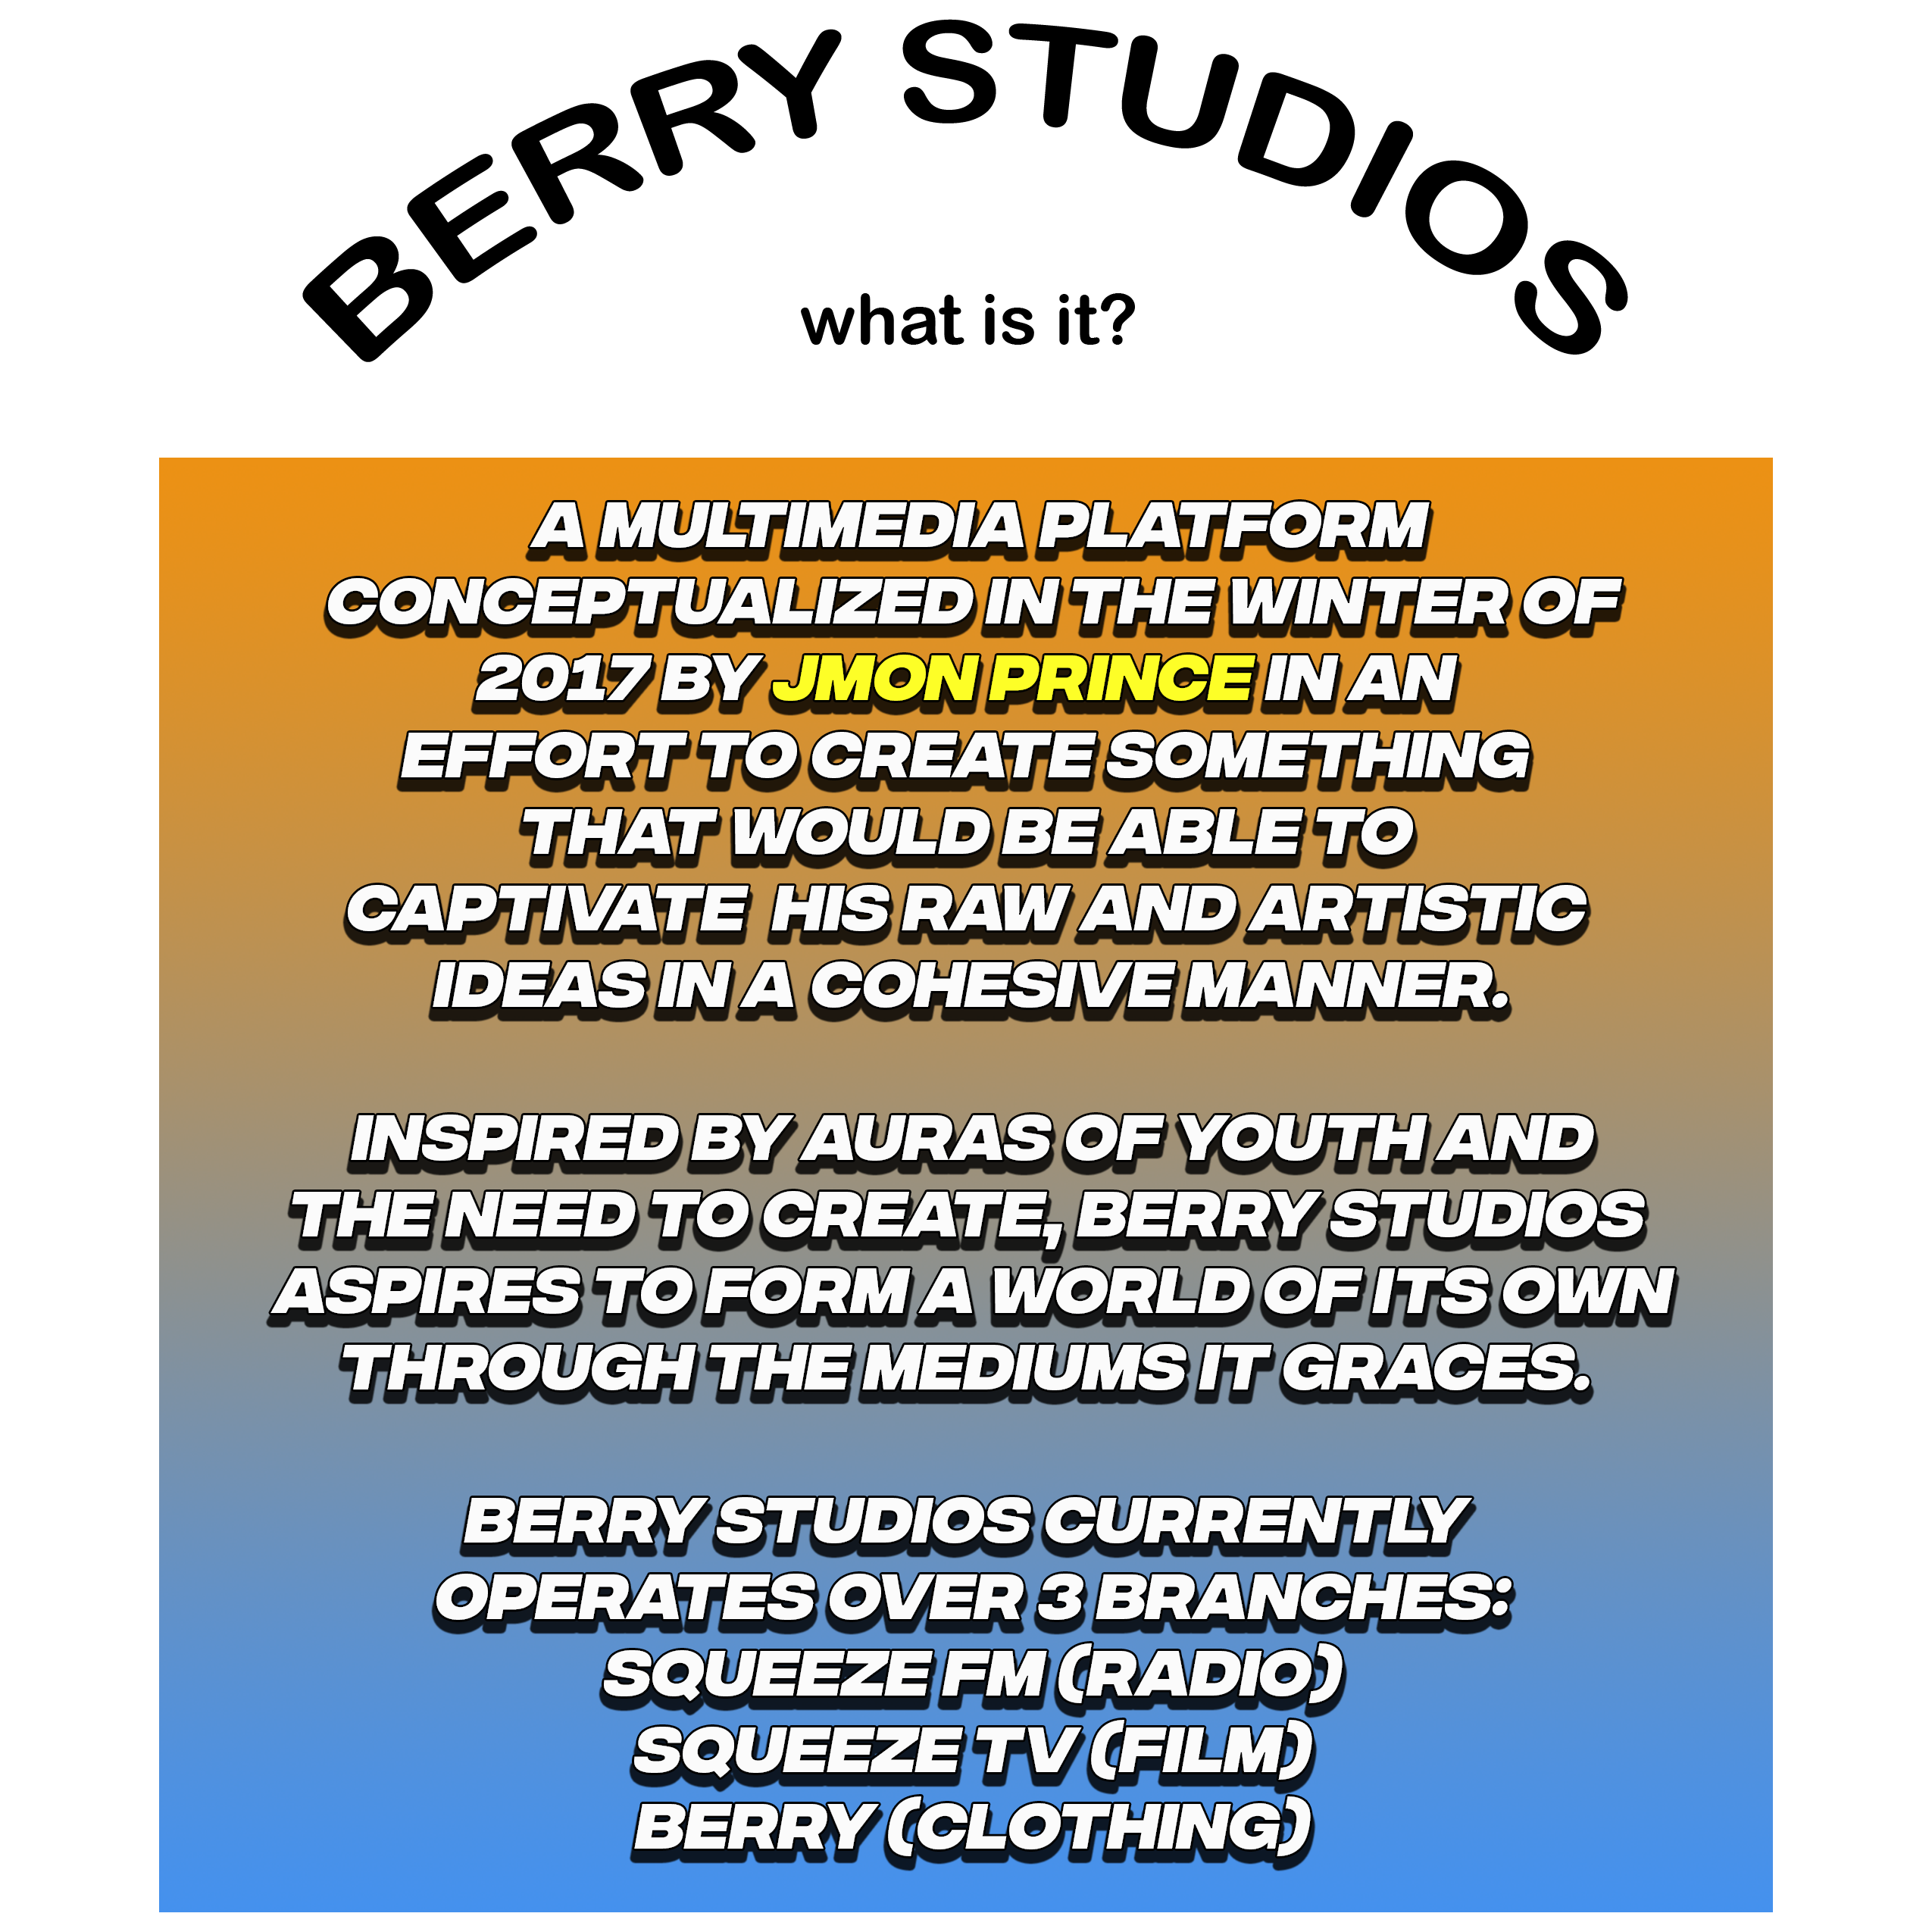 BERRY STUDIOS
what is it?
A MULTIMEDIA PLATFORM
CONCEPTUALIZED IN THE WINTER OF
2017 BY JMON PRINCE IN AN
EFFORT TO CREATE SOMETHING
THAT WOULD BE ABLE TO
CAPTIVATE HIS RAW AND ARTISTIC
IDEAS IN A COHESIVE MANNER.
INSPIRED BY AURAS OF YOUTH AND
THE NEED TO CREATE, BERRY STUDIOS
ASPIRES TO FORM A WORLD OF ITS OWN
THROUGH THE MEDIUMS IT GRACES.
BERRY STUDIOS CURRENTLY
OPERATES OVER 3 BRANCHES:
SQUEEZE FM (RADIO)
SQUEEZE TV (FILM)
BERRY (CLOTHING)